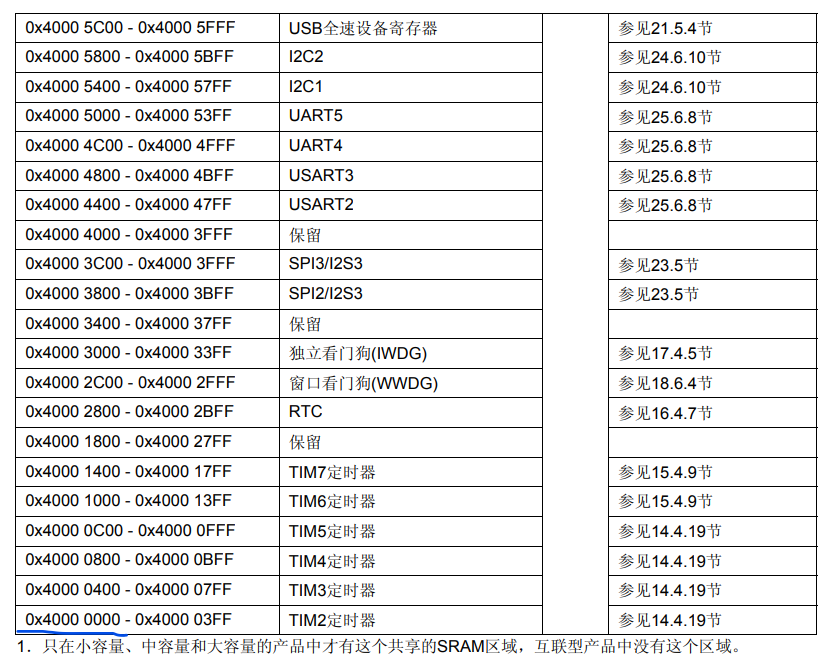 0x4000 5C00 - 0x4000 5FFF USB全速设备寄存器 参见21.5.4节
0x4000 5800 - 0x4000 5BFF I2C2 参见24.6.10节
0x4000 5400 - 0x4000 57FF I2C1 参见24.6.10节
0x4000 5000 - 0x4000 53FF UART5 参见25.6.8节
0x4000 4C00 - 0x4000 4FFF UART4 参见25.6.8节
0x4000 4800 - 0x4000 4BFF USART3 参见25.6.8节
0x4000 4400 - 0x4000 47FF USART2 参见25.6.8节
0x4000 4000 - 0x4000 3FFF 保留
0x4000 3C00 - 0x4000 3FFF SPI3/I2S3 参见23.5节
0x4000 3800 - 0x4000 3BFF SPI2/I2S3 参见23.5节
0x4000 3400 - 0x4000 37FF 保留
0x4000 3000 - 0x4000 33FF 独立看门狗(IWDG) 参见17.4.5节
0x4000 2C00 - 0x4000 2FFF 窗口看门狗(WWDG) 参见18.6.4节
0x4000 2800 - 0x4000 2BFF RTC 参见16.4.7节
0x4000 1800 - 0x4000 27FF 保留
0x4000 1400 - 0x4000 17FF TIM7定时器 参见15.4.9节
0x4000 1000 - 0x4000 13FF TIM6定时器 参见15.4.9节
0x4000 0C00 - 0x4000 0FFF TIM5定时器 参见14.4.19节
0x4000 0800 - 0x4000 0BFF TIM4定时器 参见14.4.19节
0x4000 0400 - 0x4000 07FF TIM3定时器 参见14.4.19节
0x4000 0000 - 0x4000 03FF TIM2定时器 参见14.4.19节
1. 只在小容量、中容量和大容量的产品中才有这个共享的SRAM区域，互联型产品中没有这个区域。